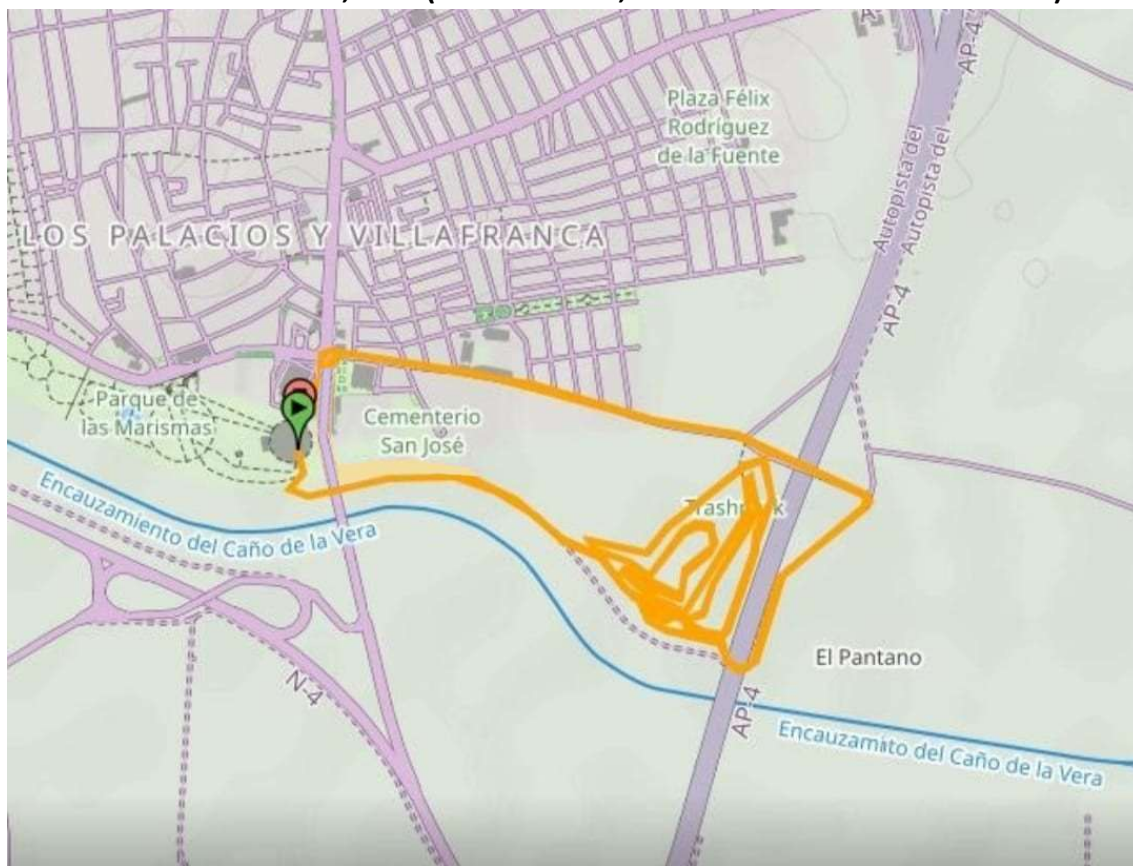 Plaza Félix
Rodríguez
de la Fuente
AP-4
AP-4
Autopista del
Autopista del
LOS PALACIOS Y VILLAFRANCA
AP-4
Parque de
las Marismas
Cementerio
San José
Encauzamiento del Caño de la Vera
N-4
El Pantano
AP-4
Encauzamito del Caño de la Vera